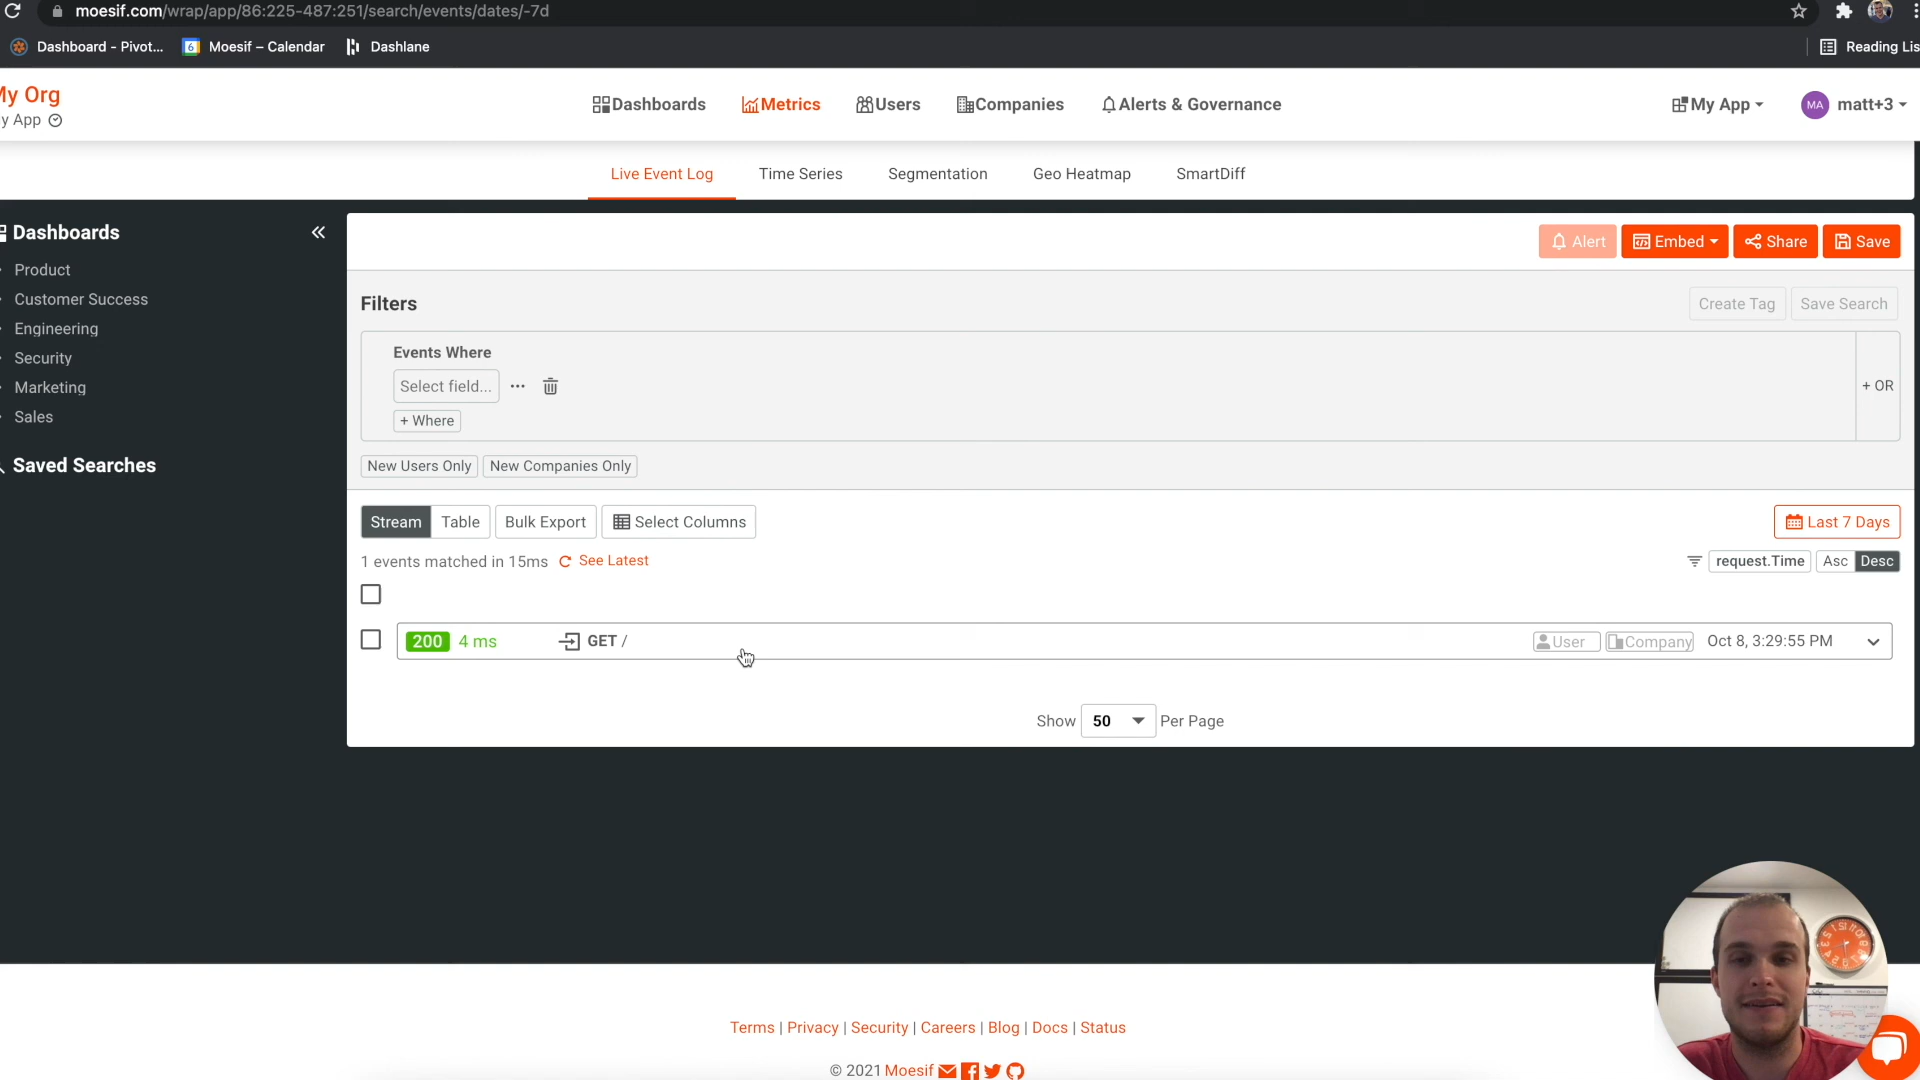 moesif.com/wrap/app/86:225-487:251/search/events/dates/-7d
Dashboard - Pivot... Moesif – Calendar Dashlane Reading Lis
My Org
y App
Dashboards Metrics Users Companies Alerts & Governance My App MA matt+3
Live Event Log Time Series Segmentation Geo Heatmap SmartDiff
Dashboards
Product
Customer Success
Engineering
Security
Marketing
Sales
Saved Searches
Alert Embed Share Save
Filters Create Tag Save Search
Events Where
Select field... ...
+ OR
+ Where
New Users Only New Companies Only
Stream Table Bulk Export Select Columns Last 7 Days
1 events matched in 15ms See Latest request.Time Asc Desc
200 4 ms GET / User Company Oct 8, 3:29:55 PM
Show 50 Per Page
Terms | Privacy | Security | Careers | Blog | Docs | Status
© 2021 Moesif